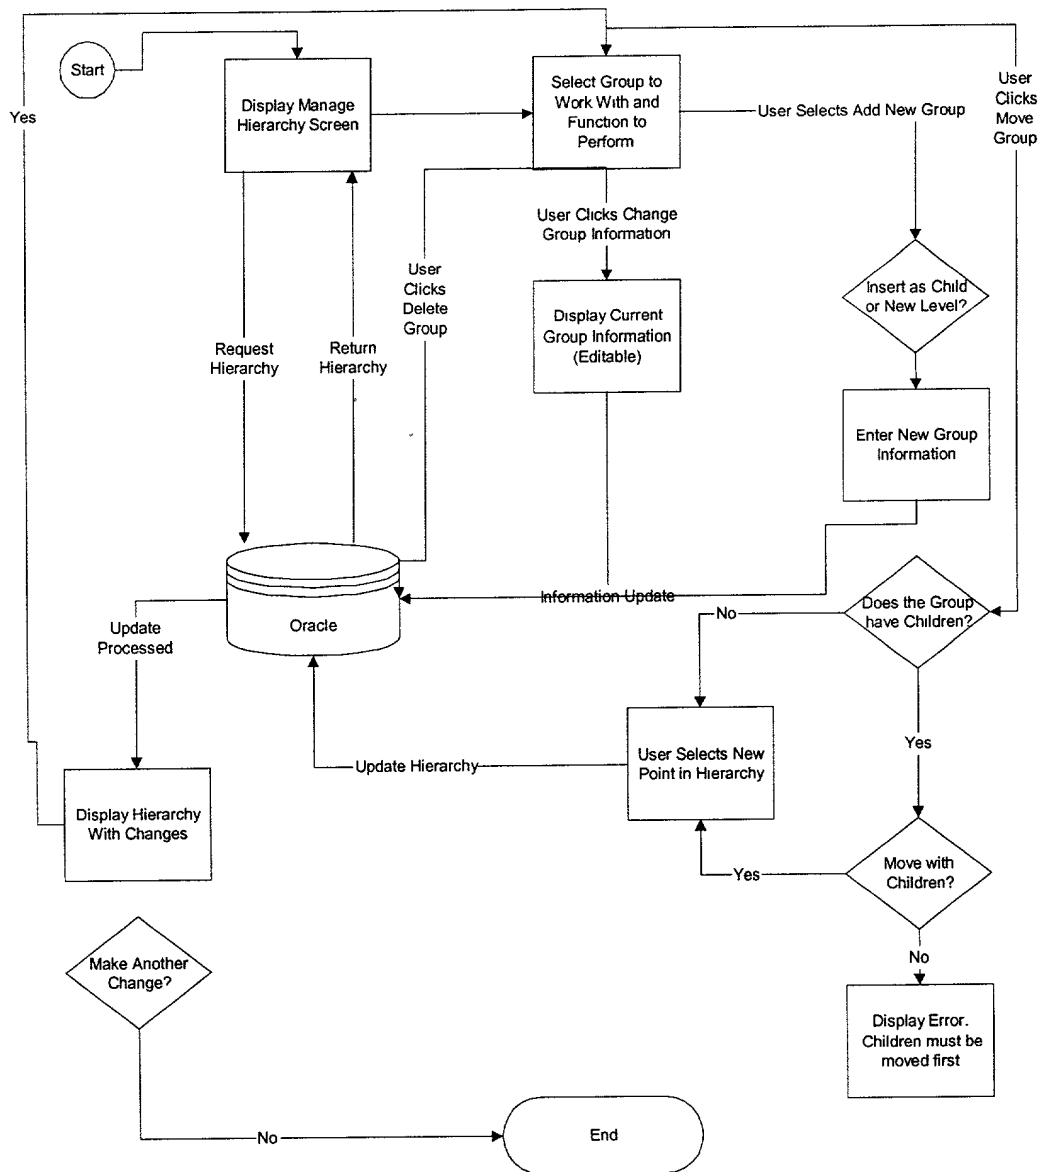 Start
Yes
Display Manage
Hierarchy Screen
Select Group to
Work With and
Function to
Perform
User Selects Add New Group
User
Clicks
Move
Group
User Clicks Change
Group Information
User
Clicks
Delete
Group
Insert as Child
or New Level?
Display Current
Group Information
(Editable)
Request
Hierarchy
Return
Hierarchy
Enter New Group
Information
Information Update
Oracle
Does the Group
have Children?
No
Update
Processed
Yes
User Selects New
Point in Hierarchy
Update Hierarchy
Display Hierarchy
With Changes
Move with
Children?
Yes
No
Make Another
Change?
Display Error.
Children must be
moved first
No
End